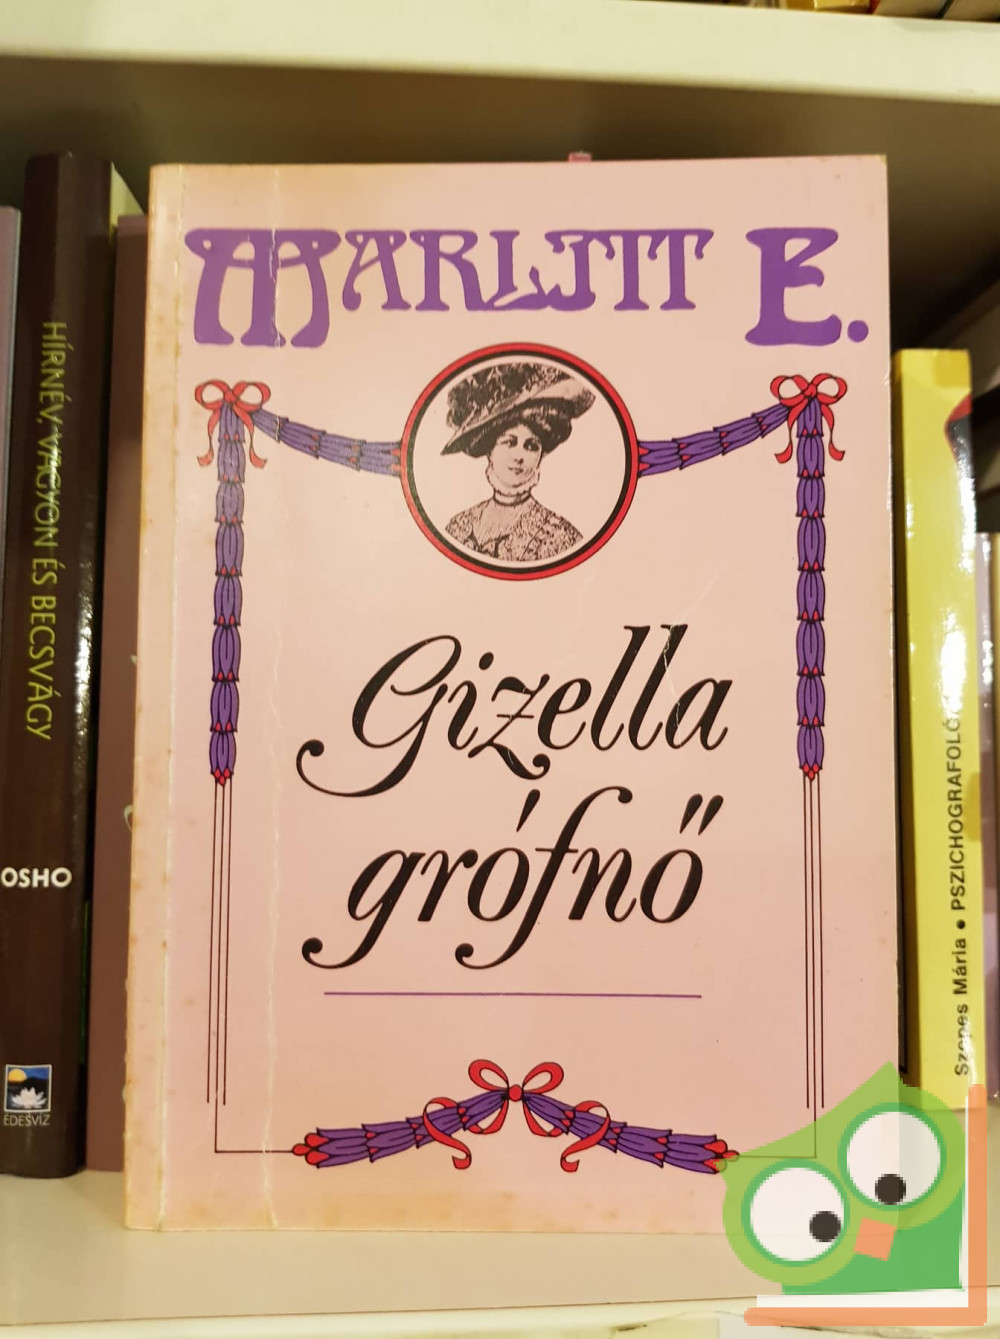 MARLITT E.
Gizella
grófnő
HÍRNÉV, VAGYON ÉS BECSVÁGY
OSHO
ÉDESVÍZ
Szepes Mária • PSZICHOGRAFOLÓ